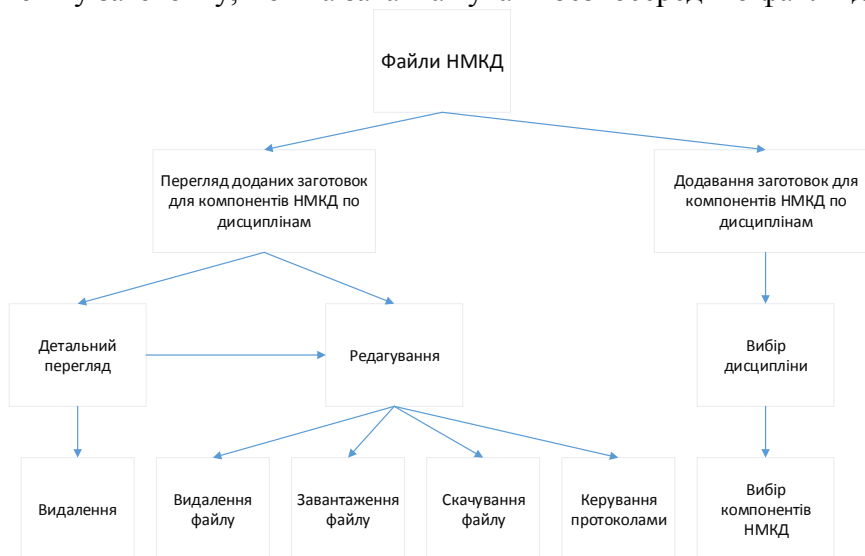 Файли НМКД
Перегляд доданих заготовок
для компонентів НМКД по
дисциплінам
Додавання заготовок для
компонентів НМКД по
дисциплінам
Детальний
перегляд
Редагування
Вибір
дисципліни
Видалення
Видалення
файлу
Завантаження
файлу
Скачування
файлу
Керування
протоколами
Вибір
компонентів
НМКД